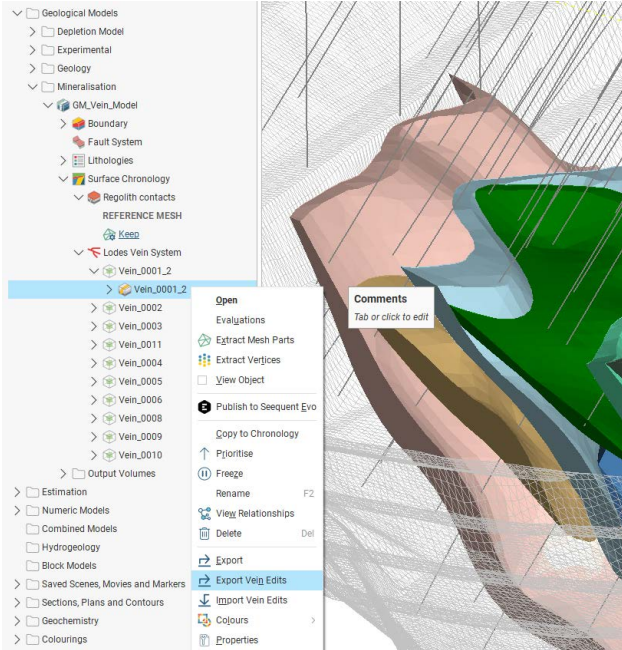 Geological Models
Depletion Model
Experimental
Geology
Mineralisation
GM_Vein_Model
Boundary
Fault System
Lithologies
Surface Chronology
Regolith contacts
REFERENCE MESH
Keep
Lodes Vein System
Vein_0001_2
Vein_0001_2
Vein_0002
Vein_0003
Vein_0011
Vein_0004
Vein_0005
Vein_0006
Vein_0008
Vein_0009
Vein_0010
Output Volumes
Estimation
Numeric Models
Combined Models
Hydrogeology
Block Models
Saved Scenes, Movies and Markers
Sections, Plans and Contours
Geochemistry
Colourings
Open
Evaluations
Extract Mesh Parts
Extract Vertices
View Object
Publish to Seequent Evo
Copy to Chronology
Prioritise
Freeze
Rename F2
View Relationships
Delete Del
Export
Export Vein Edits
Import Vein Edits
Colours
Properties
Comments
Tab or click to edit